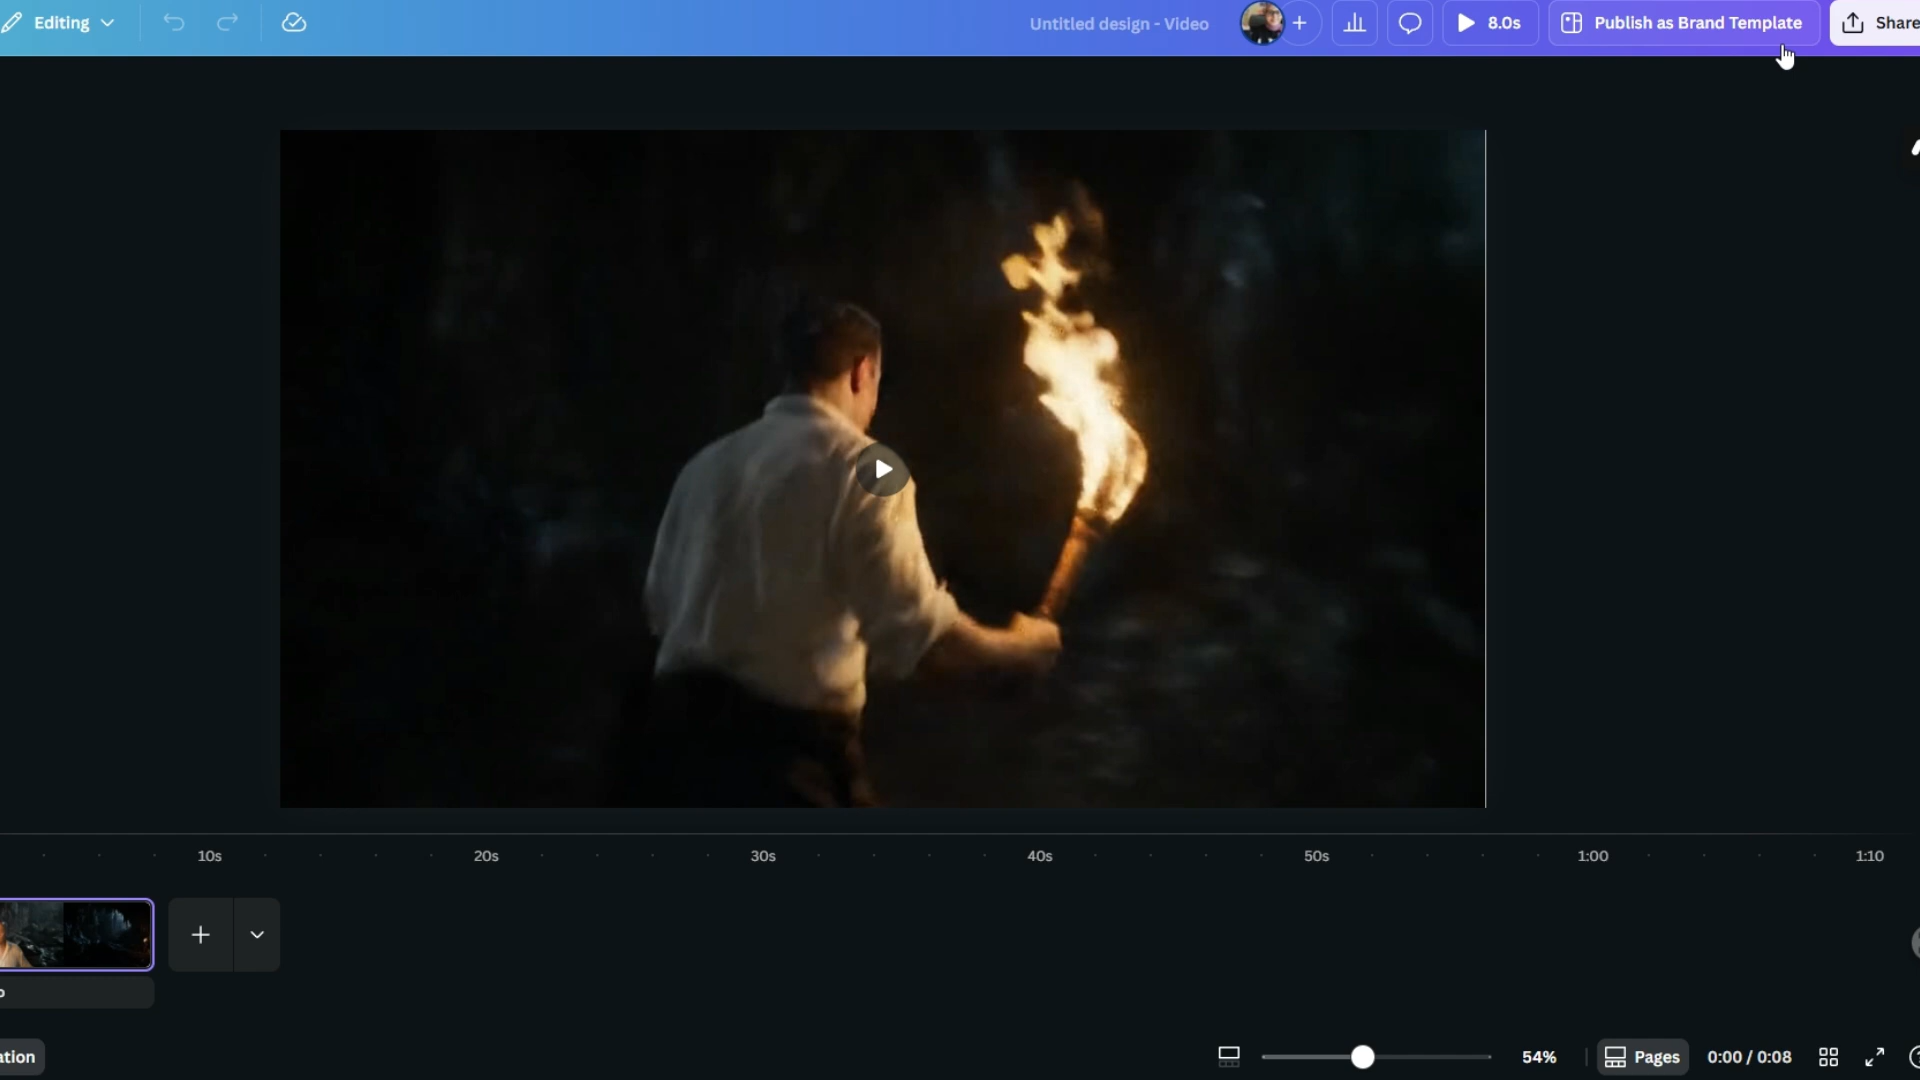 Editing
Untitled design - Video
8.0s
Publish as Brand Template
Share
10s 20s 30s 40s 50s 1:00 1:10
54%
Pages
0:00 / 0:08